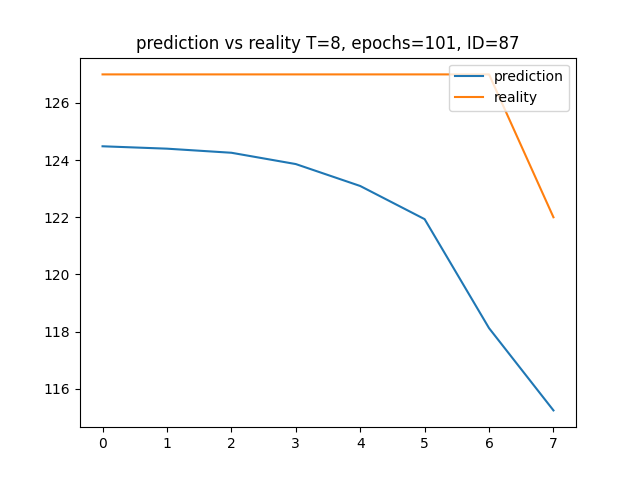 prediction vs reality T=8, epochs=101, ID=87
prediction
reality
126
124
122
120
118
116
0 1 2 3 4 5 6 7